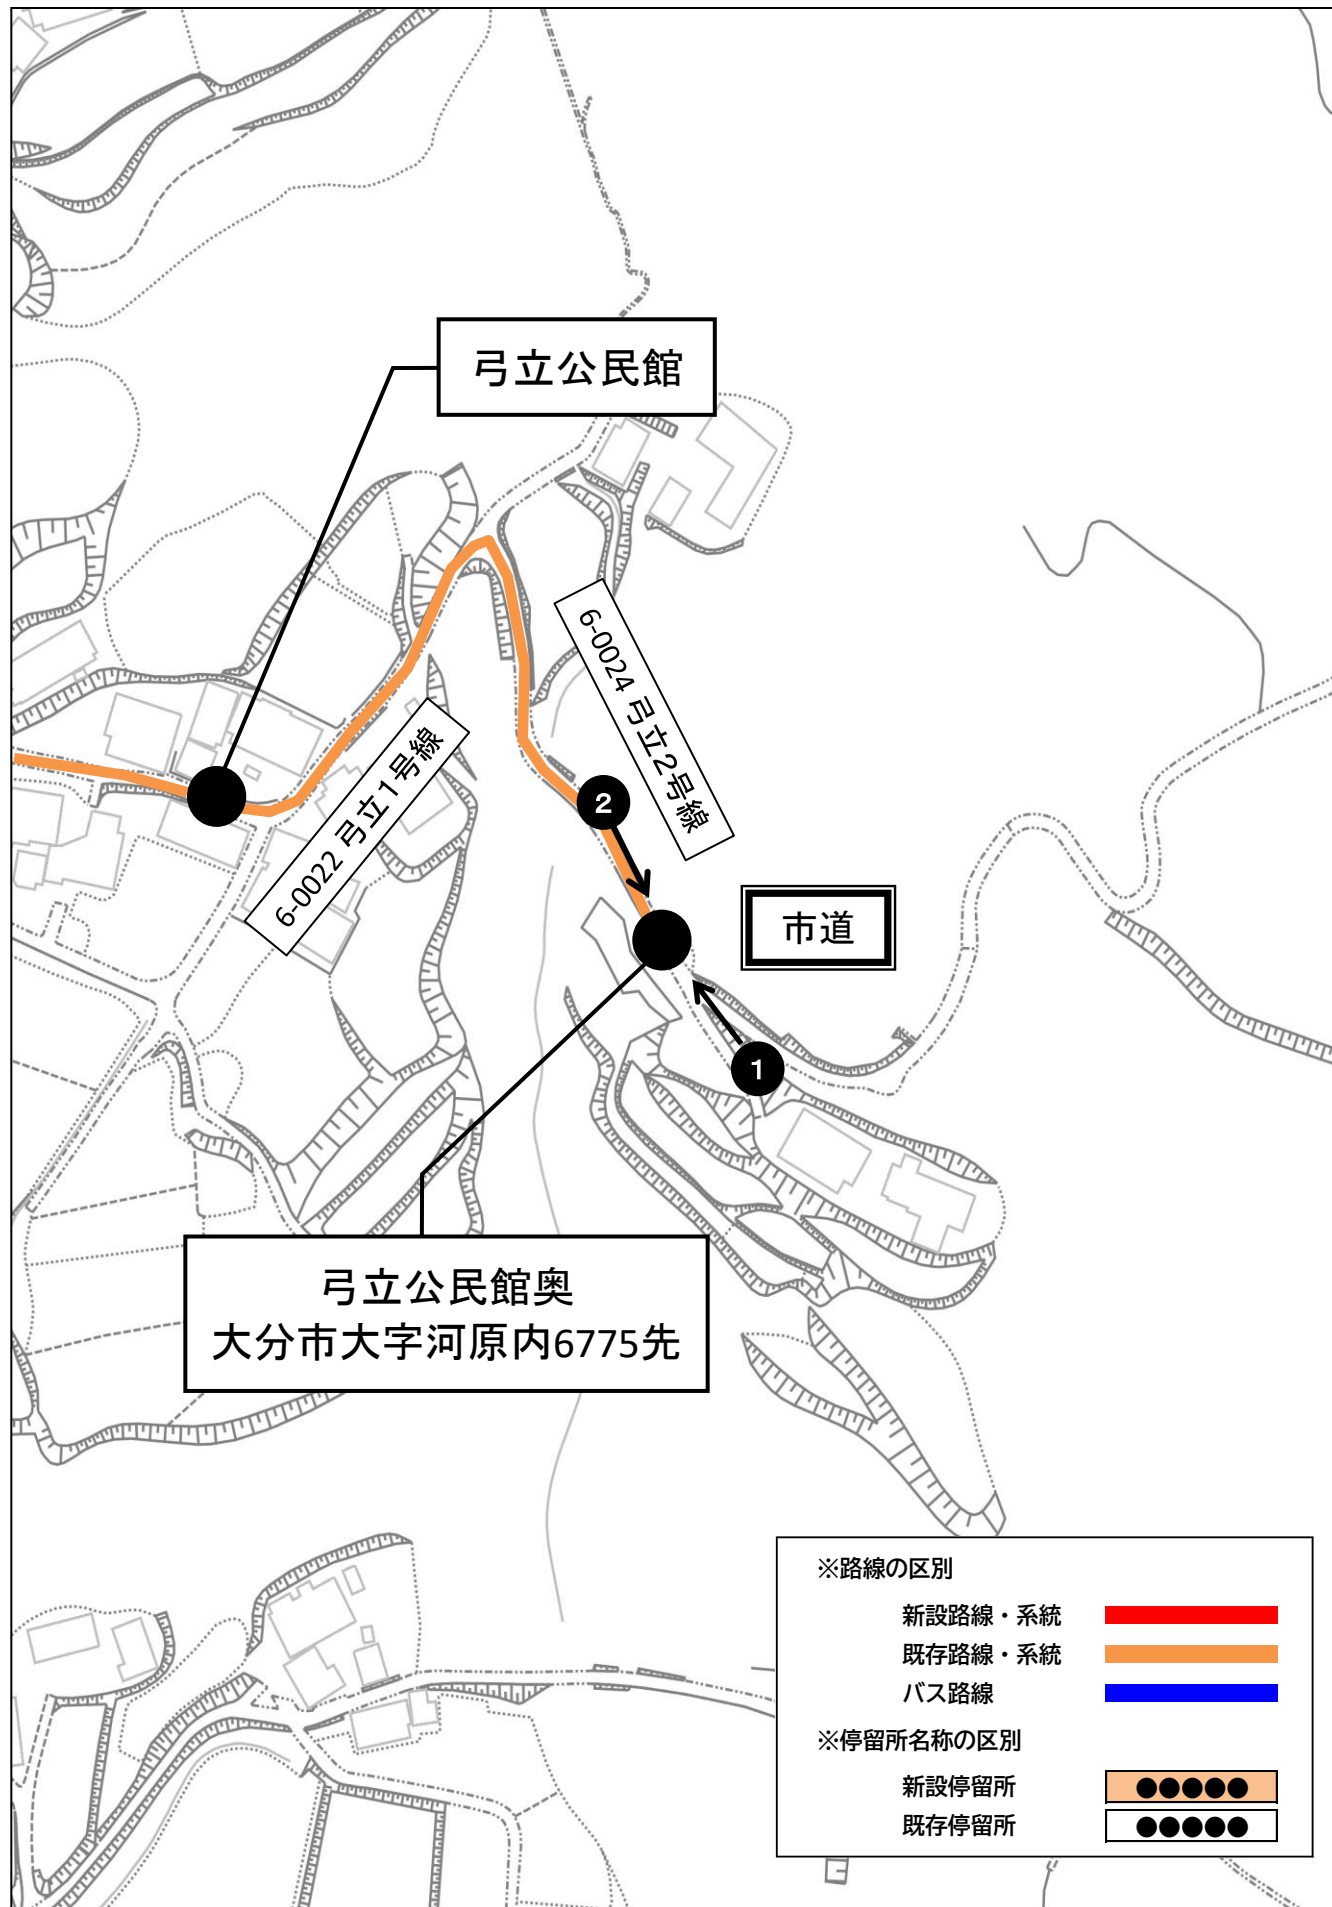 弓立公民館
6-0024 弓立2号線
6-0022 弓立1号線
2
市道
1
弓立公民館奥
大分市大字河原内6775先
※路線の区別
新設路線・系統
既存路線・系統
バス路線
※停留所名称の区別
新設停留所 ●●●●●
既存停留所 ●●●●●